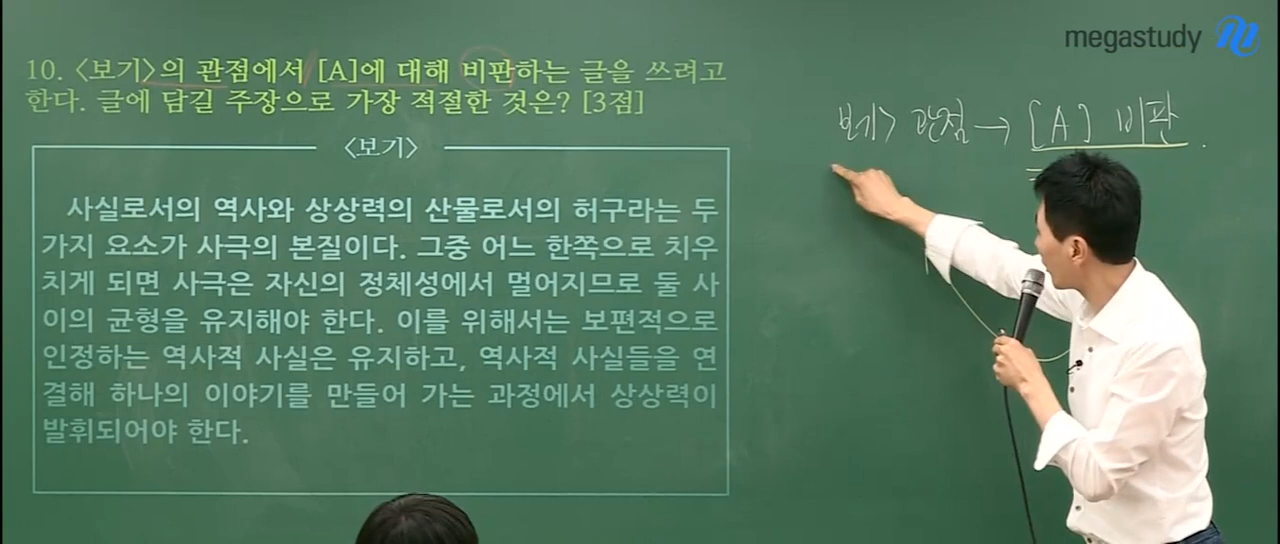 megastudy
10. <보기>의 관점에서 [A]에 대해 비판하는 글을 쓰려고
한다. 글에 담길 주장으로 가장 적절한 것은? [3점]
보기> 관점 → [A] 비판
<보기>
사실로서의 역사와 상상력의 산물로서의 허구라는 두
가지 요소가 사극의 본질이다. 그중 어느 한쪽으로 치우
치게 되면 사극은 자신의 정체성에서 멀어지므로 둘 사
이의 균형을 유지해야 한다. 이를 위해서는 보편적으로
인정하는 역사적 사실은 유지하고, 역사적 사실들을 연
결해 하나의 이야기를 만들어 가는 과정에서 상상력이
발휘되어야 한다.